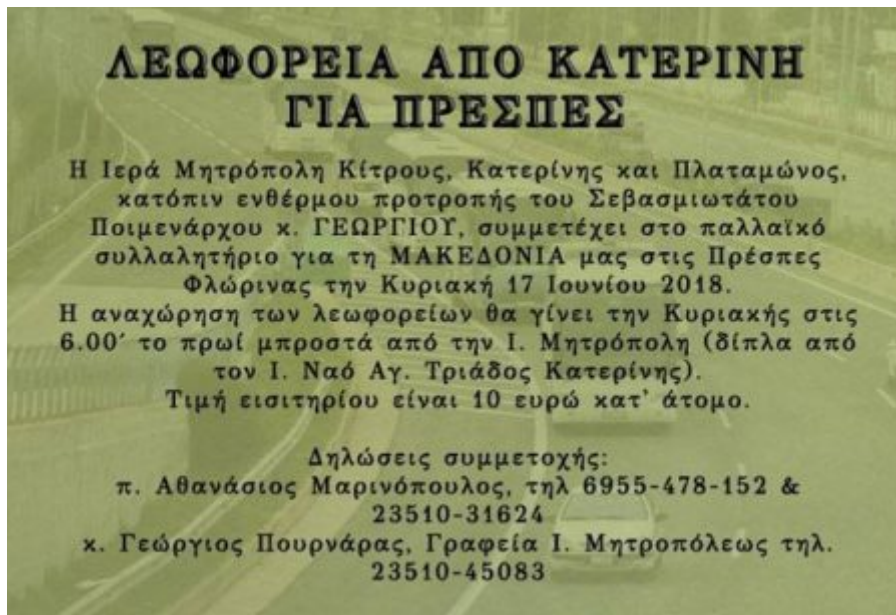 ΛΕΩΦΟΡΕΙΑ ΑΠΟ ΚΑΤΕΡΙΝΗ
ΓΙΑ ΠΡΕΣΠΕΣ
Η Ιερά Μητρόπολη Κίτρους, Κατερίνης και Πλαταμώνος,
κατόπιν ενθέρμου προτροπής του Σεβασμιωτάτου
Ποιμενάρχου κ. ΓΕΩΡΓΙΟΥ, συμμετέχει στο παλλαϊκό
συλλαλητήριο για τη ΜΑΚΕΔΟΝΙΑ μας στις Πρέσπες
Φλώρινας την Κυριακή 17 Ιουνίου 2018.
Η αναχώρηση των λεωφορείων θα γίνει την Κυριακής στις
6.00΄ το πρωί μπροστά από την Ι. Μητρόπολη (δίπλα από
τον Ι. Ναό Αγ. Τριάδος Κατερίνης).
Τιμή εισιτηρίου είναι 10 ευρώ κατ' άτομο.
Δηλώσεις συμμετοχής:
π. Αθανάσιος Μαρινόπουλος, τηλ 6955-478-152 &
23510-31624
κ. Γεώργιος Πουρνάρας, Γραφεία Ι. Μητροπόλεως τηλ.
23510-45083